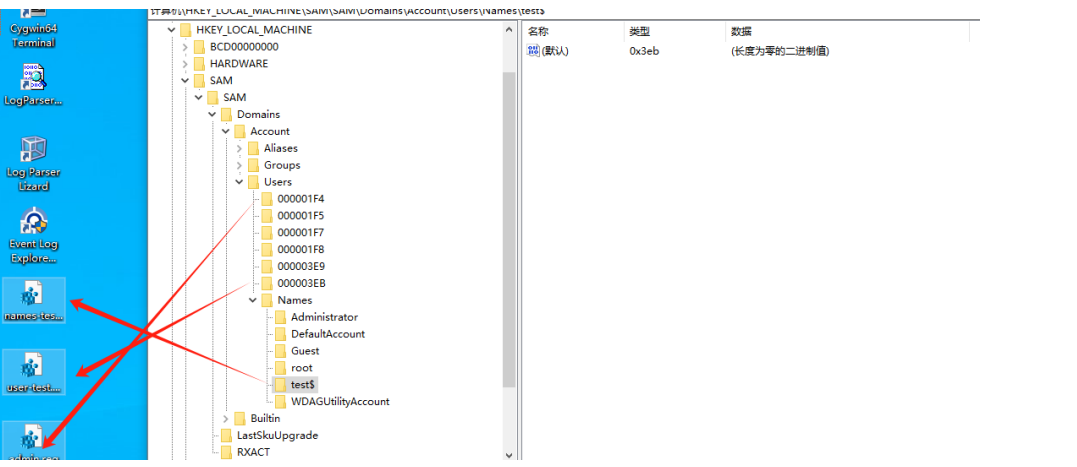 计算机\HKEY_LOCAL_MACHINE\SAM\SAM\Domains\Account\Users\Names\test$
Cygwin64
Terminal
LogParser...
Log Parser
Lizard
Event Log
Explore...
names-tes...
user-test....
admin.reg
HKEY_LOCAL_MACHINE
BCD00000000
HARDWARE
SAM
SAM
Domains
Account
Aliases
Groups
Users
000001F4
000001F5
000001F7
000001F8
000003E9
000003EB
Names
Administrator
DefaultAccount
Guest
root
test$
WDAGUtilityAccount
Builtin
LastSkuUpgrade
RXACT
名称 类型 数据
(默认) 0x3eb (长度为零的二进制值)